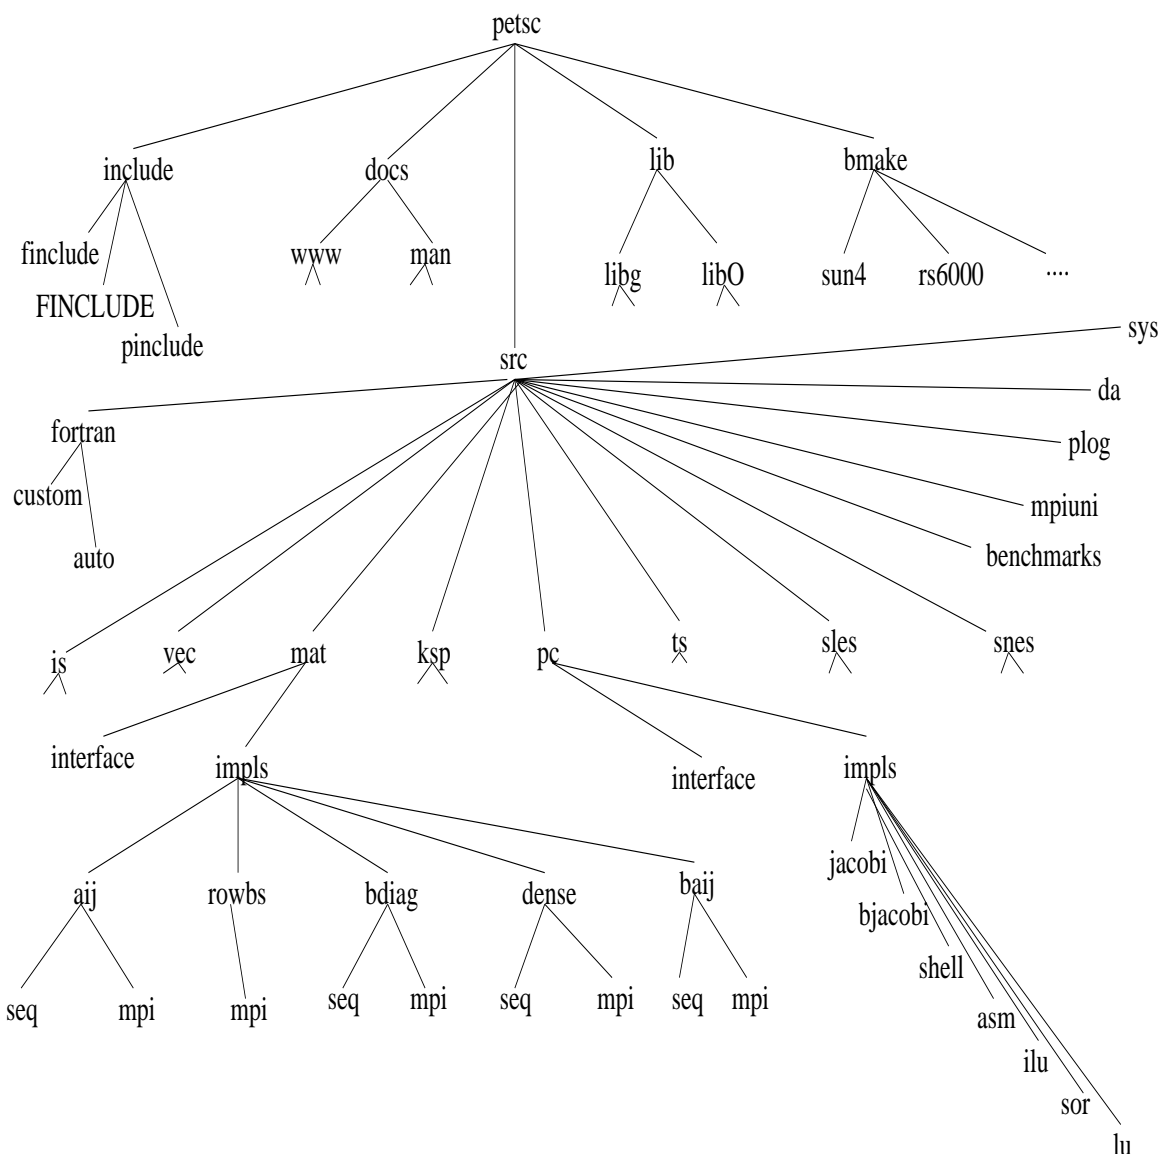 petsc
include
docs
lib
bmake
finclude
www
man
libg
libO
sun4
rs6000
....
FINCLUDE
pinclude
sys
src
da
fortran
plog
custom
mpiuni
auto
benchmarks
is
vec
mat
ksp
pc
ts
sles
snes
interface
impls
interface
impls
jacobi
aij
rowbs
bdiag
dense
baij
bjacobi
shell
seq
mpi
mpi
seq
mpi
seq
mpi
seq
mpi
asm
ilu
sor
lu